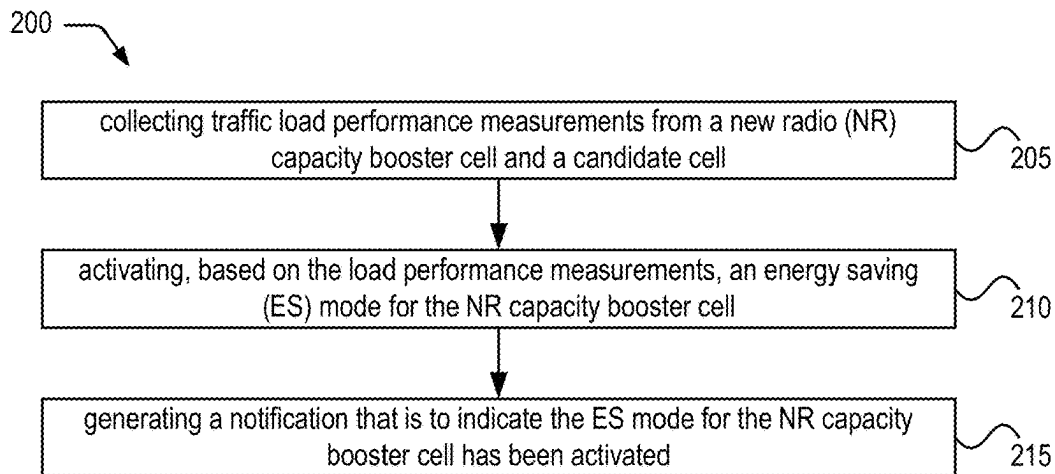 200
collecting traffic load performance measurements from a new radio (NR)
capacity booster cell and a candidate cell
205
activating, based on the load performance measurements, an energy saving
(ES) mode for the NR capacity booster cell
210
generating a notification that is to indicate the ES mode for the NR capacity
booster cell has been activated
215